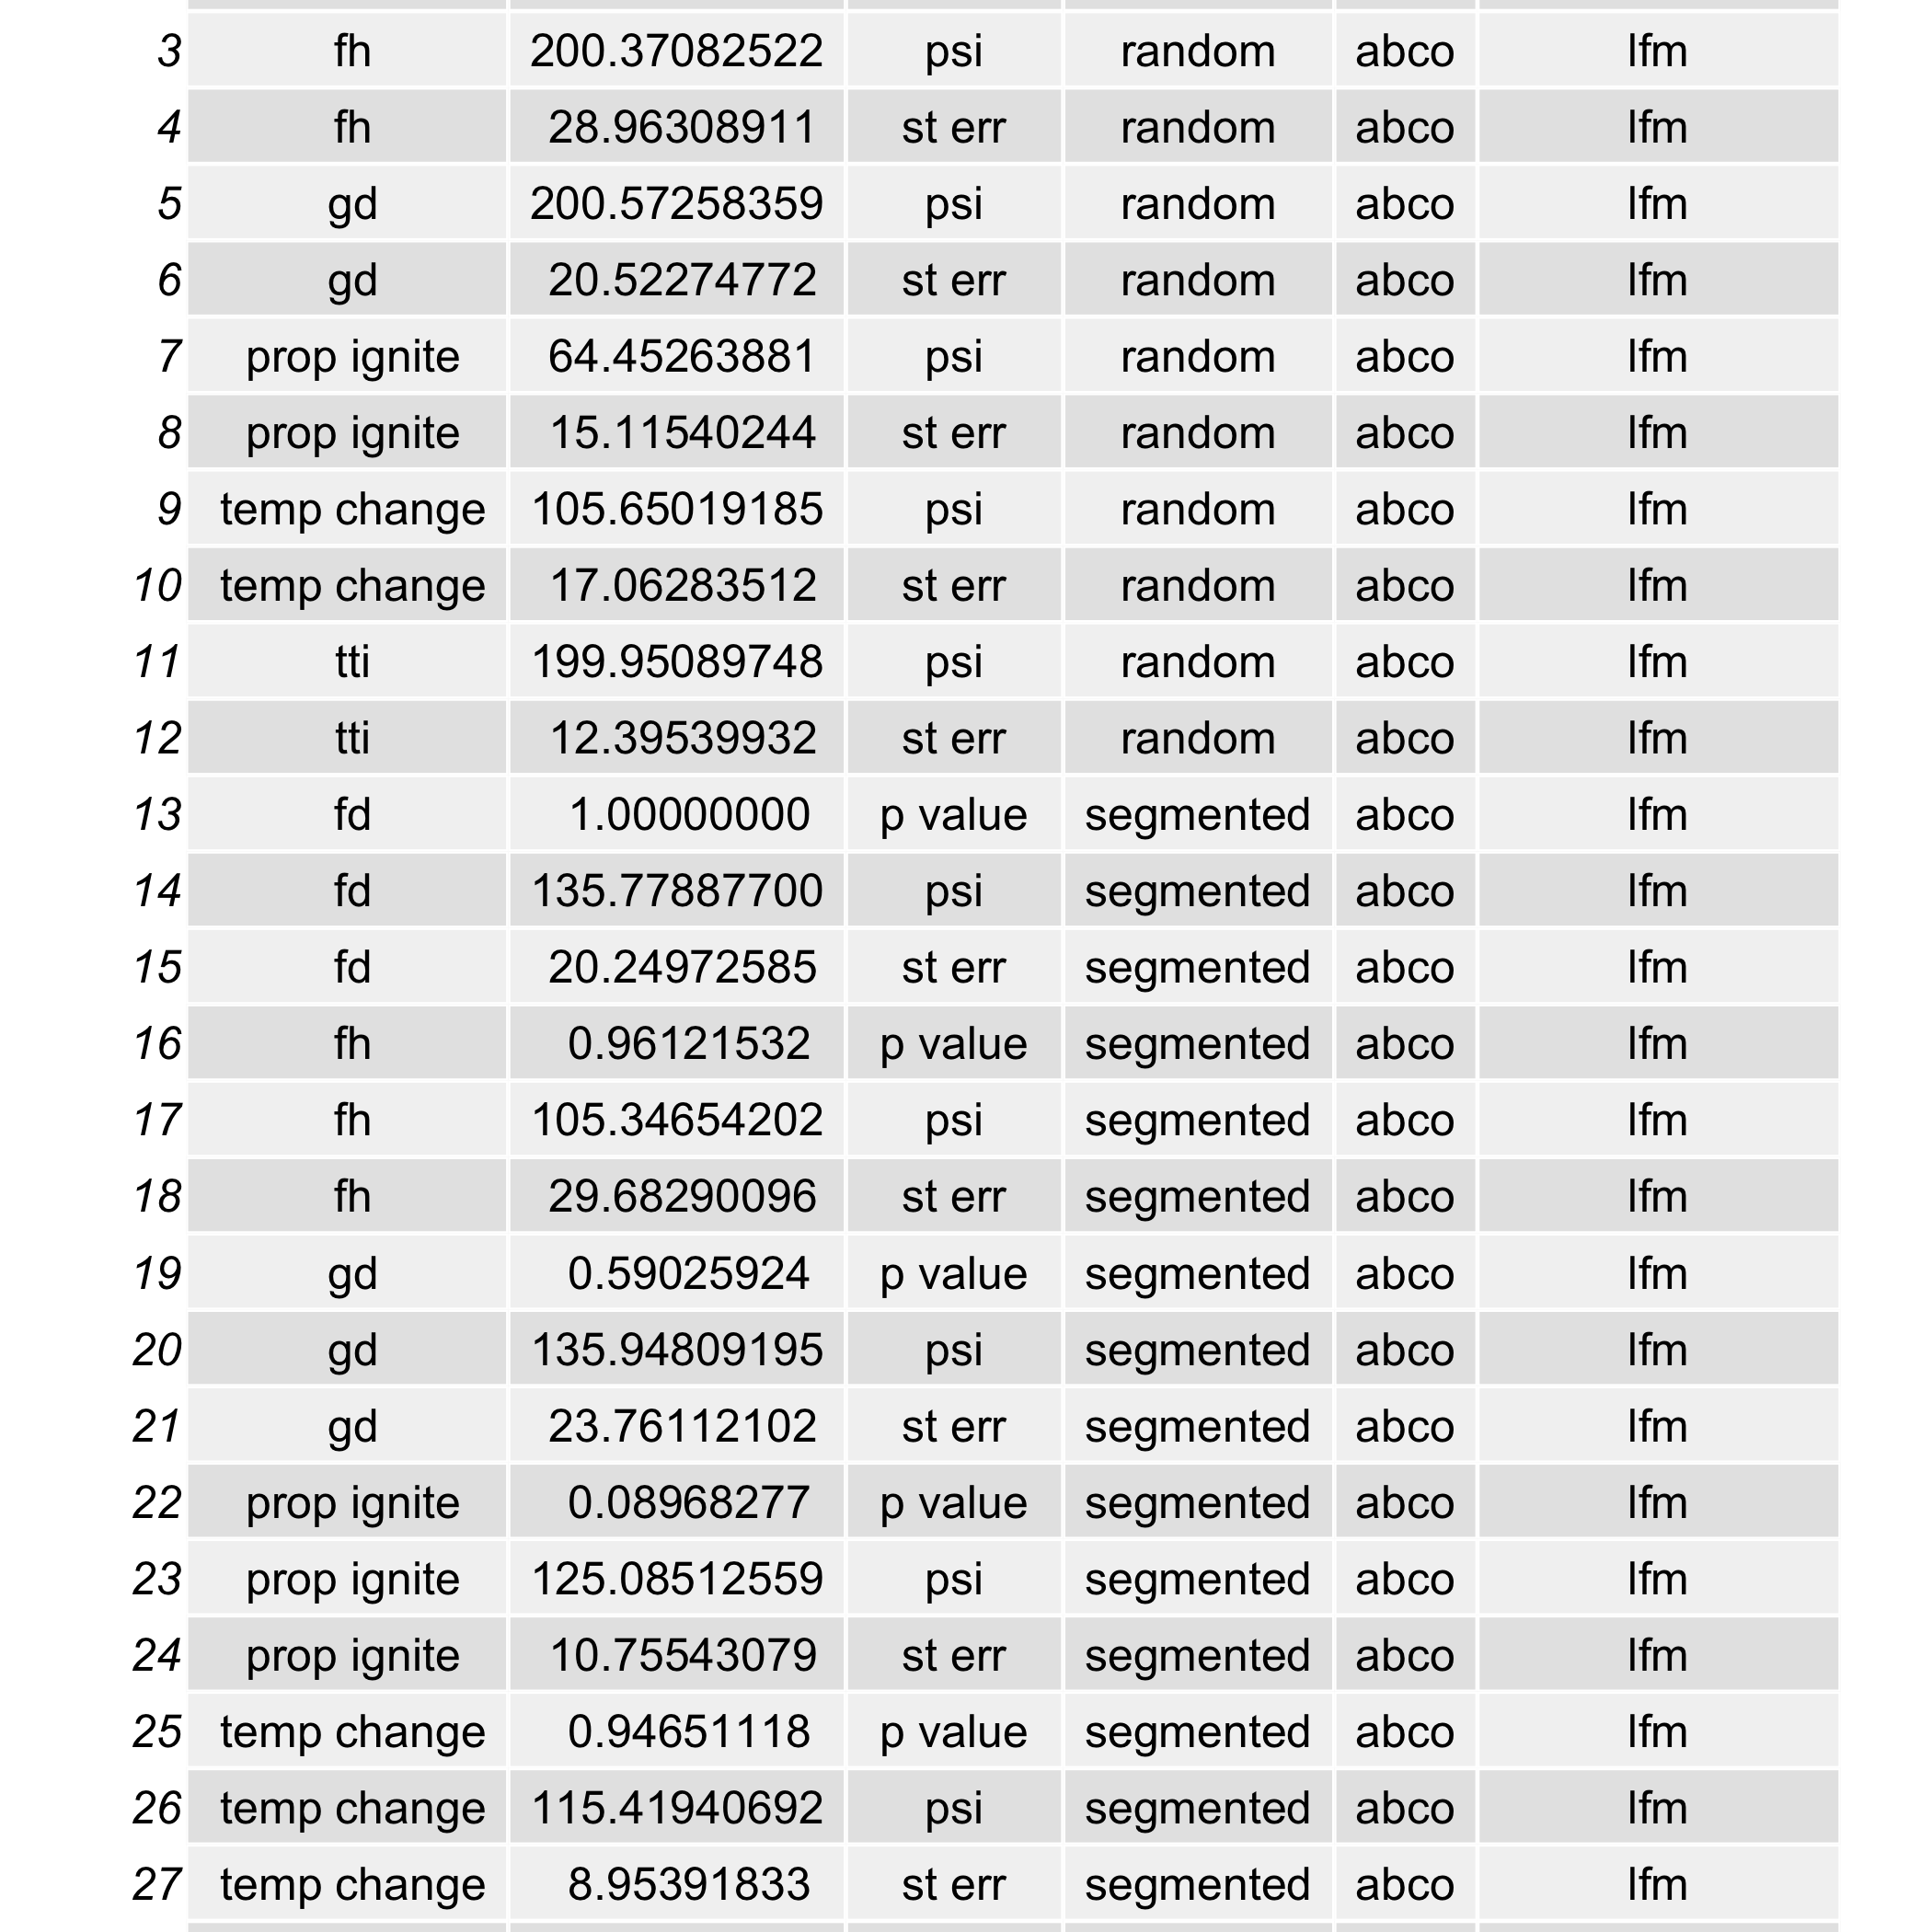 3 fh 200.37082522 psi random abco lfm
4 fh 28.96308911 st err random abco lfm
5 gd 200.57258359 psi random abco lfm
6 gd 20.52274772 st err random abco lfm
7 prop ignite 64.45263881 psi random abco lfm
8 prop ignite 15.11540244 st err random abco lfm
9 temp change 105.65019185 psi random abco lfm
10 temp change 17.06283512 st err random abco lfm
11 tti 199.95089748 psi random abco lfm
12 tti 12.39539932 st err random abco lfm
13 fd 1.00000000 p value segmented abco lfm
14 fd 135.77887700 psi segmented abco lfm
15 fd 20.24972585 st err segmented abco lfm
16 fh 0.96121532 p value segmented abco lfm
17 fh 105.34654202 psi segmented abco lfm
18 fh 29.68290096 st err segmented abco lfm
19 gd 0.59025924 p value segmented abco lfm
20 gd 135.94809195 psi segmented abco lfm
21 gd 23.76112102 st err segmented abco lfm
22 prop ignite 0.08968277 p value segmented abco lfm
23 prop ignite 125.08512559 psi segmented abco lfm
24 prop ignite 10.75543079 st err segmented abco lfm
25 temp change 0.94651118 p value segmented abco lfm
26 temp change 115.41940692 psi segmented abco lfm
27 temp change 8.95391833 st err segmented abco lfm